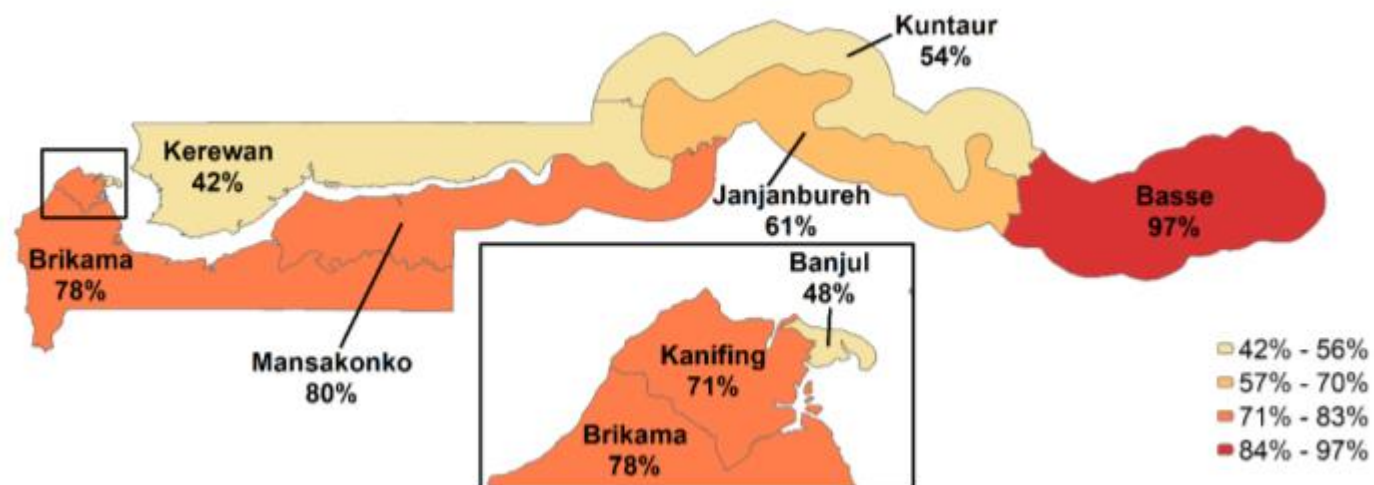 Kuntaur
54%
Kerewan
42%
Janjanbureh
61%
Basse
97%
Brikama
78%
Banjul
48%
Mansakonko
80%
Kanifing
71%
Brikama
78%
42% - 56%
57% - 70%
71% - 83%
84% - 97%